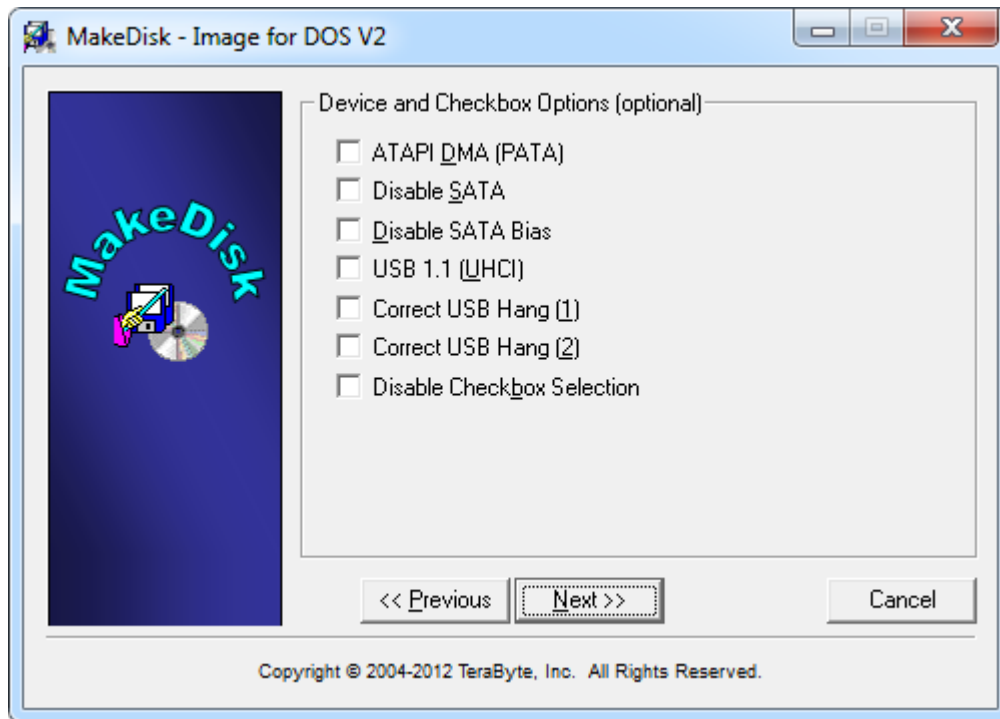 MakeDisk - Image for DOS V2
MakeDisk
Device and Checkbox Options (optional)
ATAPI DMA (PATA)
Disable SATA
Disable SATA Bias
USB 1.1 (UHCI)
Correct USB Hang (1)
Correct USB Hang (2)
Disable Checkbox Selection
<< Previous
Next >>
Cancel
Copyright © 2004-2012 TeraByte, Inc. All Rights Reserved.